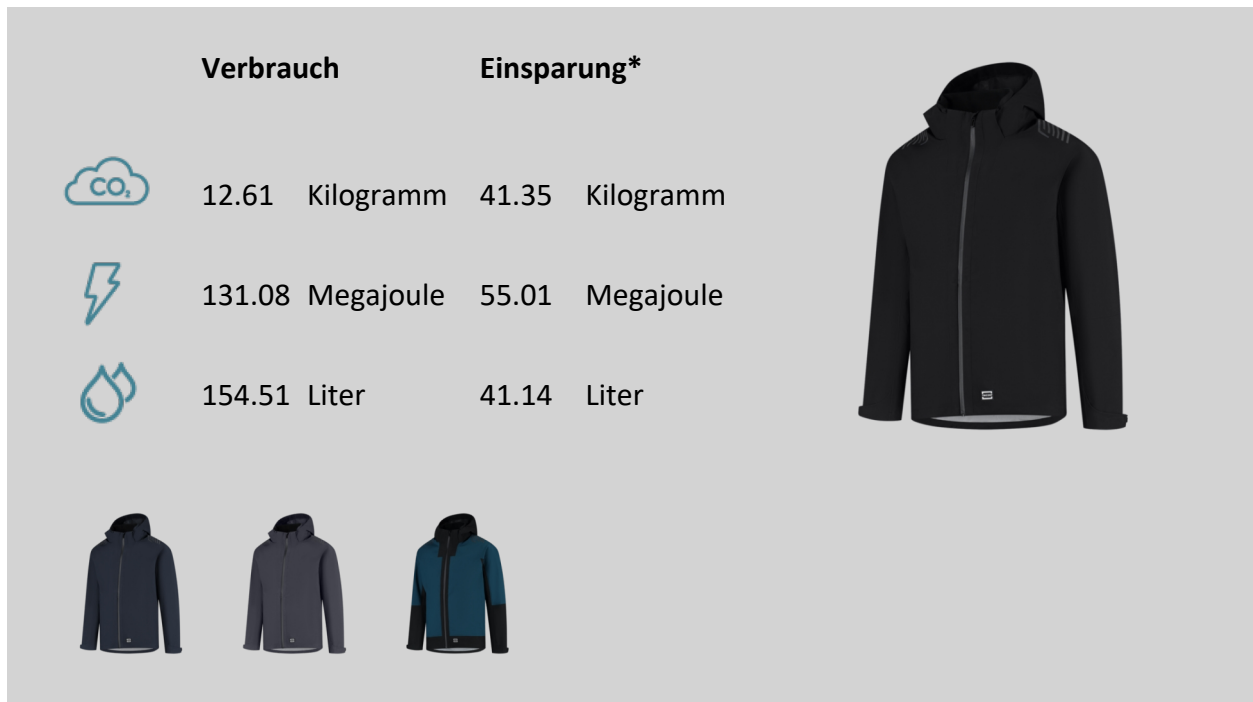 Verbrauch Einsparung*
CO₂
12.61 Kilogramm 41.35 Kilogramm
131.08 Megajoule 55.01 Megajoule
154.51 Liter 41.14 Liter